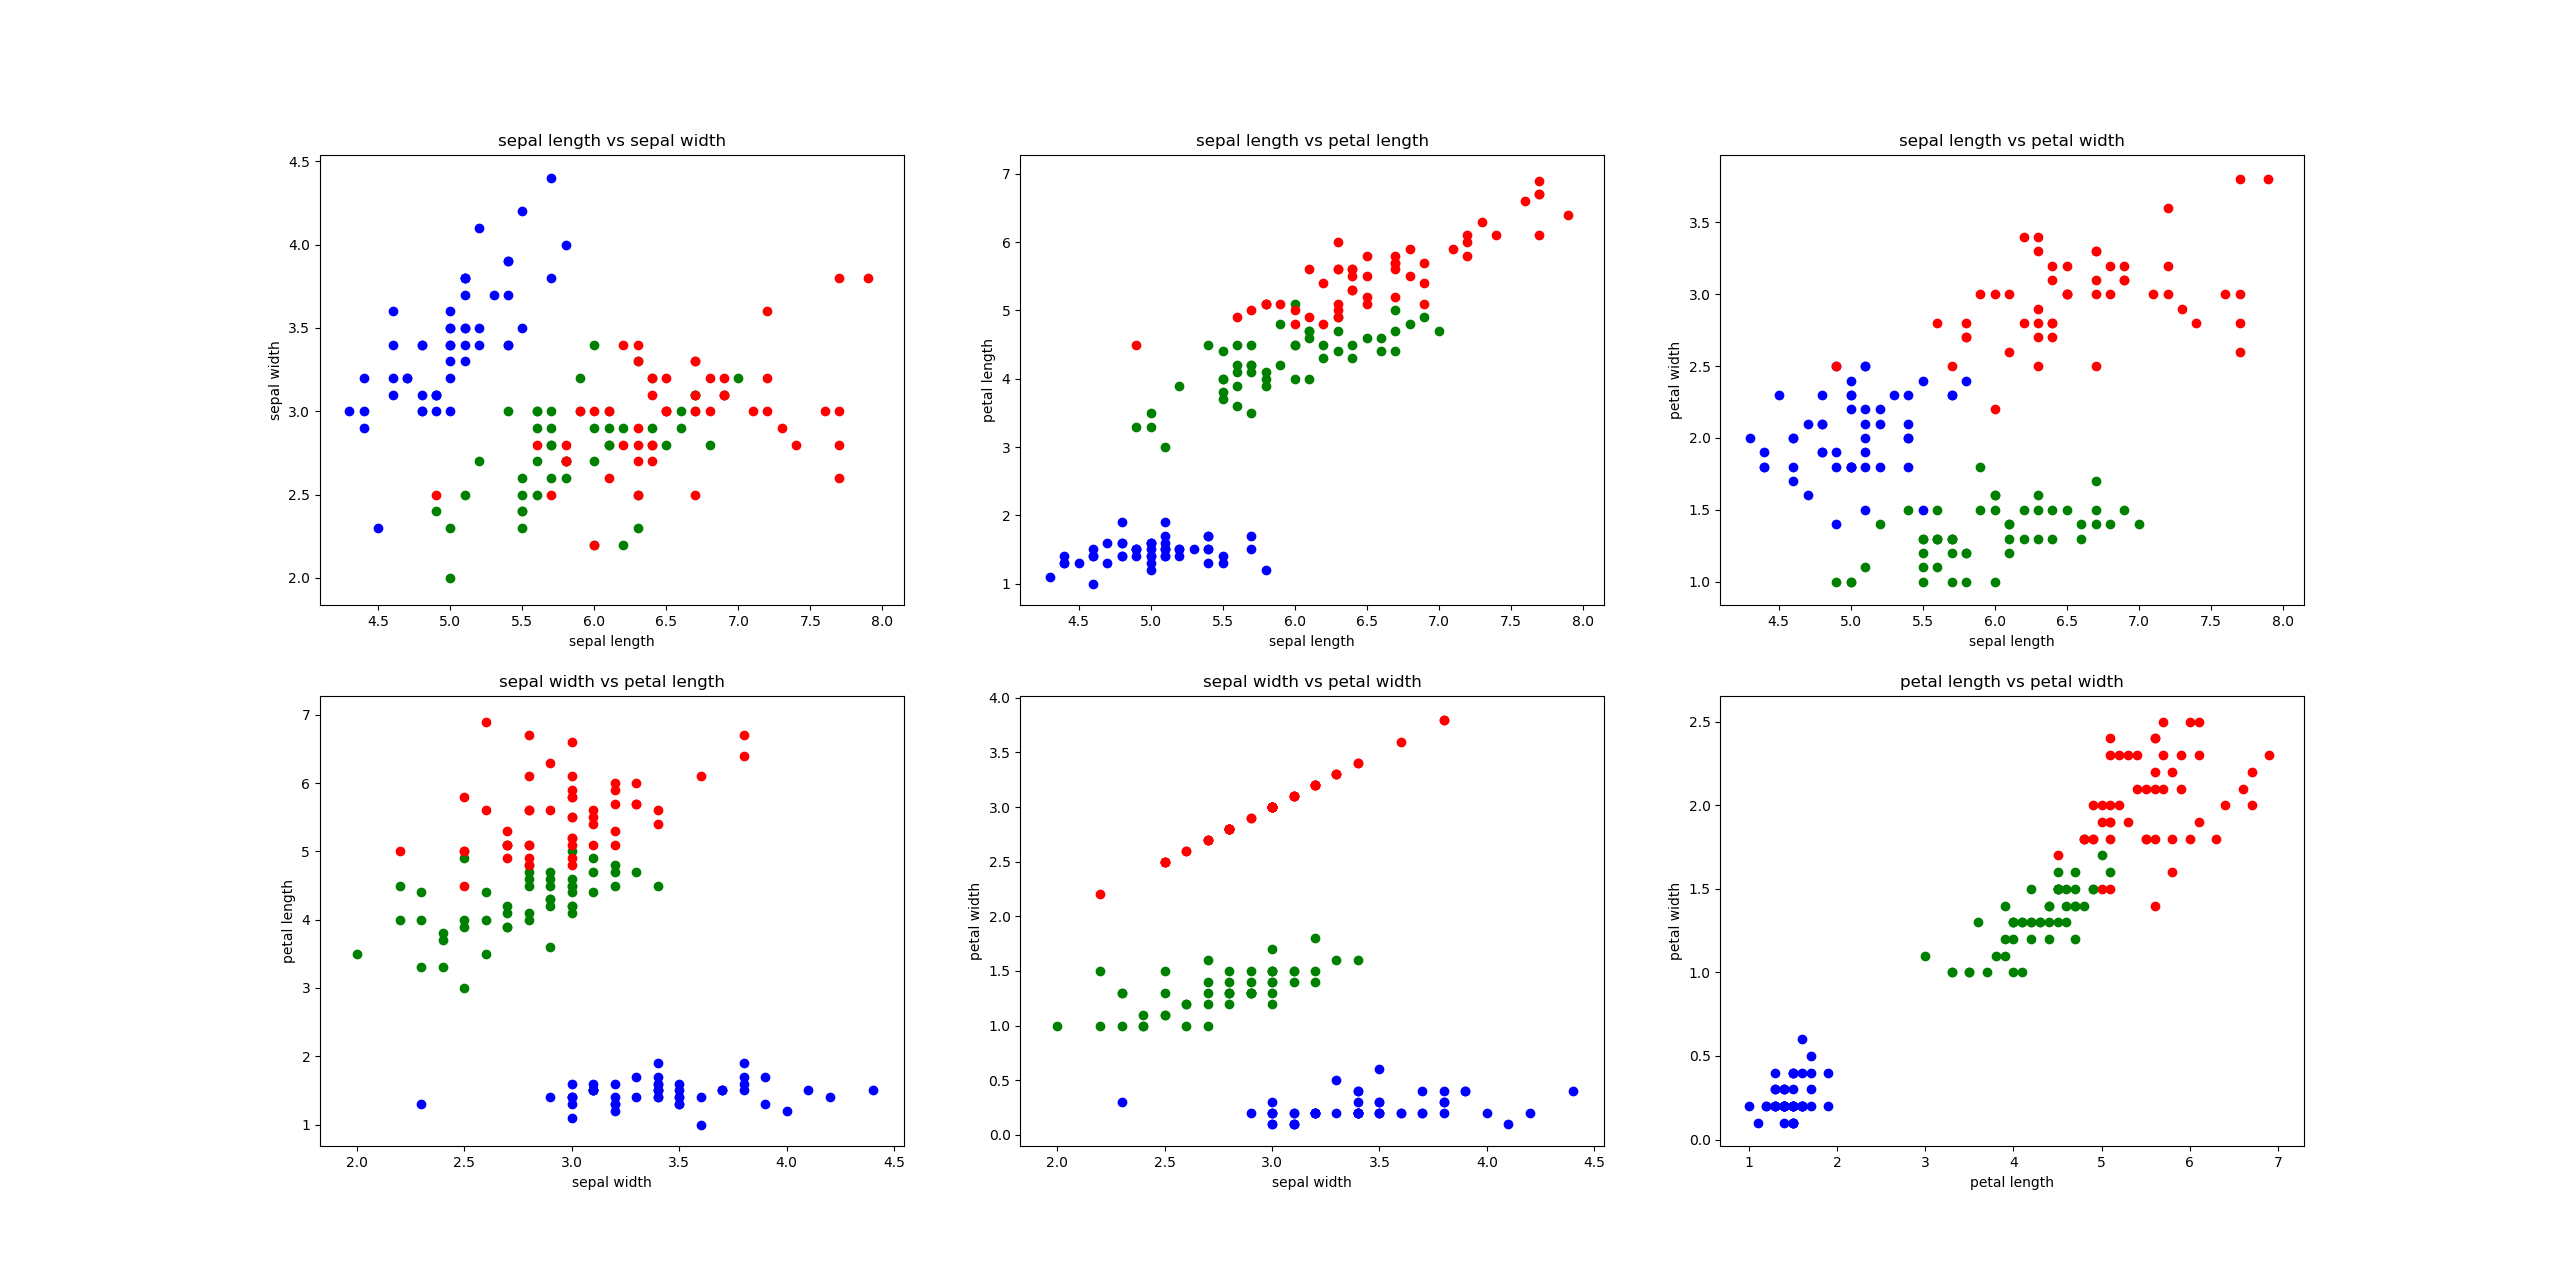 sepal length vs sepal width
4.5
4.0
3.5
3.0
2.5
2.0
sepal width
4.5 5.0 5.5 6.0 6.5 7.0 7.5 8.0
sepal length
sepal length vs petal length
7
6
5
4
3
2
1
petal length
4.5 5.0 5.5 6.0 6.5 7.0 7.5 8.0
sepal length
sepal length vs petal width
3.5
3.0
2.5
2.0
1.5
1.0
petal width
4.5 5.0 5.5 6.0 6.5 7.0 7.5 8.0
sepal length
sepal width vs petal length
7
6
5
4
3
2
1
petal length
2.0 2.5 3.0 3.5 4.0 4.5
sepal width
sepal width vs petal width
4.0
3.5
3.0
2.5
2.0
1.5
1.0
0.5
0.0
petal width
2.0 2.5 3.0 3.5 4.0 4.5
sepal width
petal length vs petal width
2.5
2.0
1.5
1.0
0.5
0.0
petal width
1 2 3 4 5 6 7
petal length